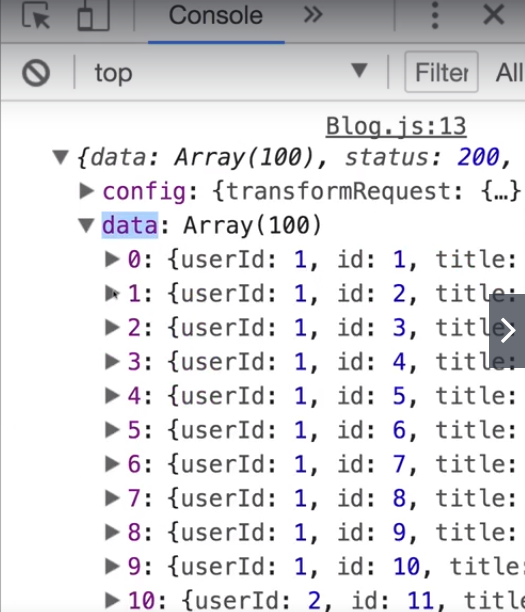 Console
top Filter All
Blog.js:13
{data: Array(100), status: 200,
config: {transformRequest: {…}
data: Array(100)
0: {userId: 1, id: 1, title:
1: {userId: 1, id: 2, title:
2: {userId: 1, id: 3, title:
3: {userId: 1, id: 4, title:
4: {userId: 1, id: 5, title:
5: {userId: 1, id: 6, title:
6: {userId: 1, id: 7, title:
7: {userId: 1, id: 8, title:
8: {userId: 1, id: 9, title:
9: {userId: 1, id: 10, title:
10: {userId: 2, id: 11, title